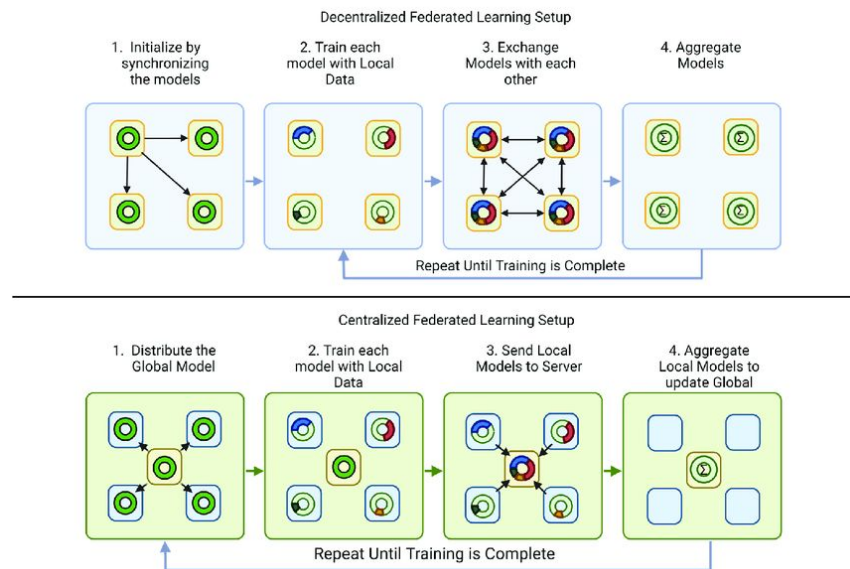 Decentralized Federated Learning Setup
1. Initialize by
synchronizing
the models
2. Train each
model with Local
Data
3. Exchange
Models with each
other
4. Aggregate
Models
Σ Σ
Σ Σ
Repeat Until Training is Complete
Centralized Federated Learning Setup
1. Distribute the
Global Model
2. Train each
model with Local
Data
3. Send Local
Models to Server
4. Aggregate
Local Models to
update Global
Σ
Repeat Until Training is Complete